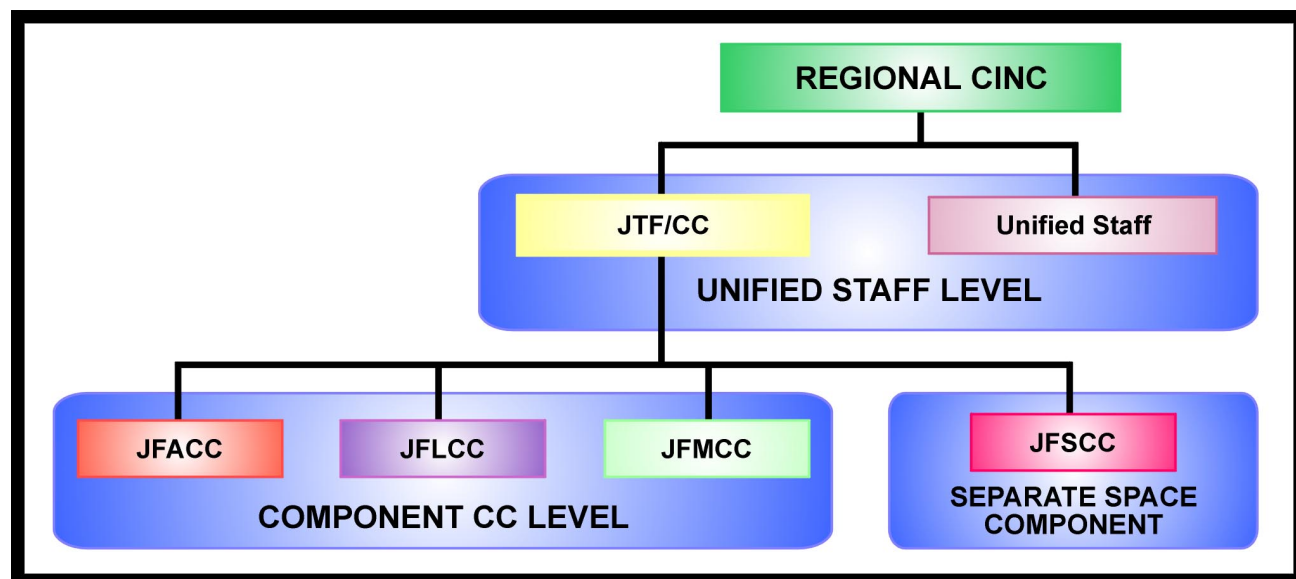 REGIONAL CINC
JTF/CC
Unified Staff
UNIFIED STAFF LEVEL
JFACC
JFLCC
JFMCC
COMPONENT CC LEVEL
JFSCC
SEPARATE SPACE
COMPONENT